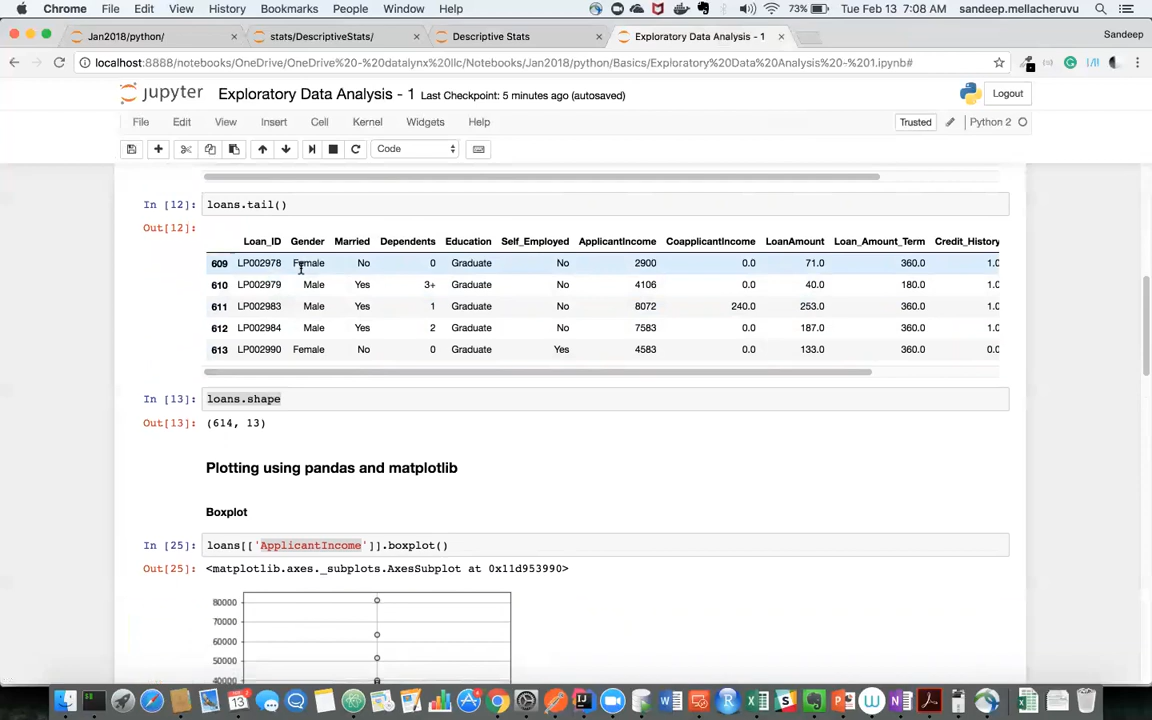 Chrome File Edit View History Bookmarks People Window Help 73% Tue Feb 13 7:08 AM sandeep.mellacheruvu
Jan2018/python/ stats/DescriptiveStats/ Descriptive Stats Exploratory Data Analysis - 1 Sandeep
localhost:8888/notebooks/OneDrive/OneDrive%20-%20datalynx%20llc/Notebooks/Jan2018/python/Basics/Exploratory%20Data%20Analysis%20-%201.ipynb#
jupyter Exploratory Data Analysis - 1 Last Checkpoint: 5 minutes ago (autosaved) Logout
File Edit View Insert Cell Kernel Widgets Help Trusted Python 2
Code
In [12]: loans.tail()
Out[12]:
Loan_ID Gender Married Dependents Education Self_Employed ApplicantIncome CoapplicantIncome LoanAmount Loan_Amount_Term Credit_History
609 LP002978 Female No 0 Graduate No 2900 0.0 71.0 360.0 1.0
610 LP002979 Male Yes 3+ Graduate No 4106 0.0 40.0 180.0 1.0
611 LP002983 Male Yes 1 Graduate No 8072 240.0 253.0 360.0 1.0
612 LP002984 Male Yes 2 Graduate No 7583 0.0 187.0 360.0 1.0
613 LP002990 Female No 0 Graduate Yes 4583 0.0 133.0 360.0 0.0
In [13]: loans.shape
Out[13]: (614, 13)
Plotting using pandas and matplotlib
Boxplot
In [25]: loans[['ApplicantIncome']].boxplot()
Out[25]: <matplotlib.axes._subplots.AxesSubplot at 0x11d953990>
80000
70000
60000
50000
40000